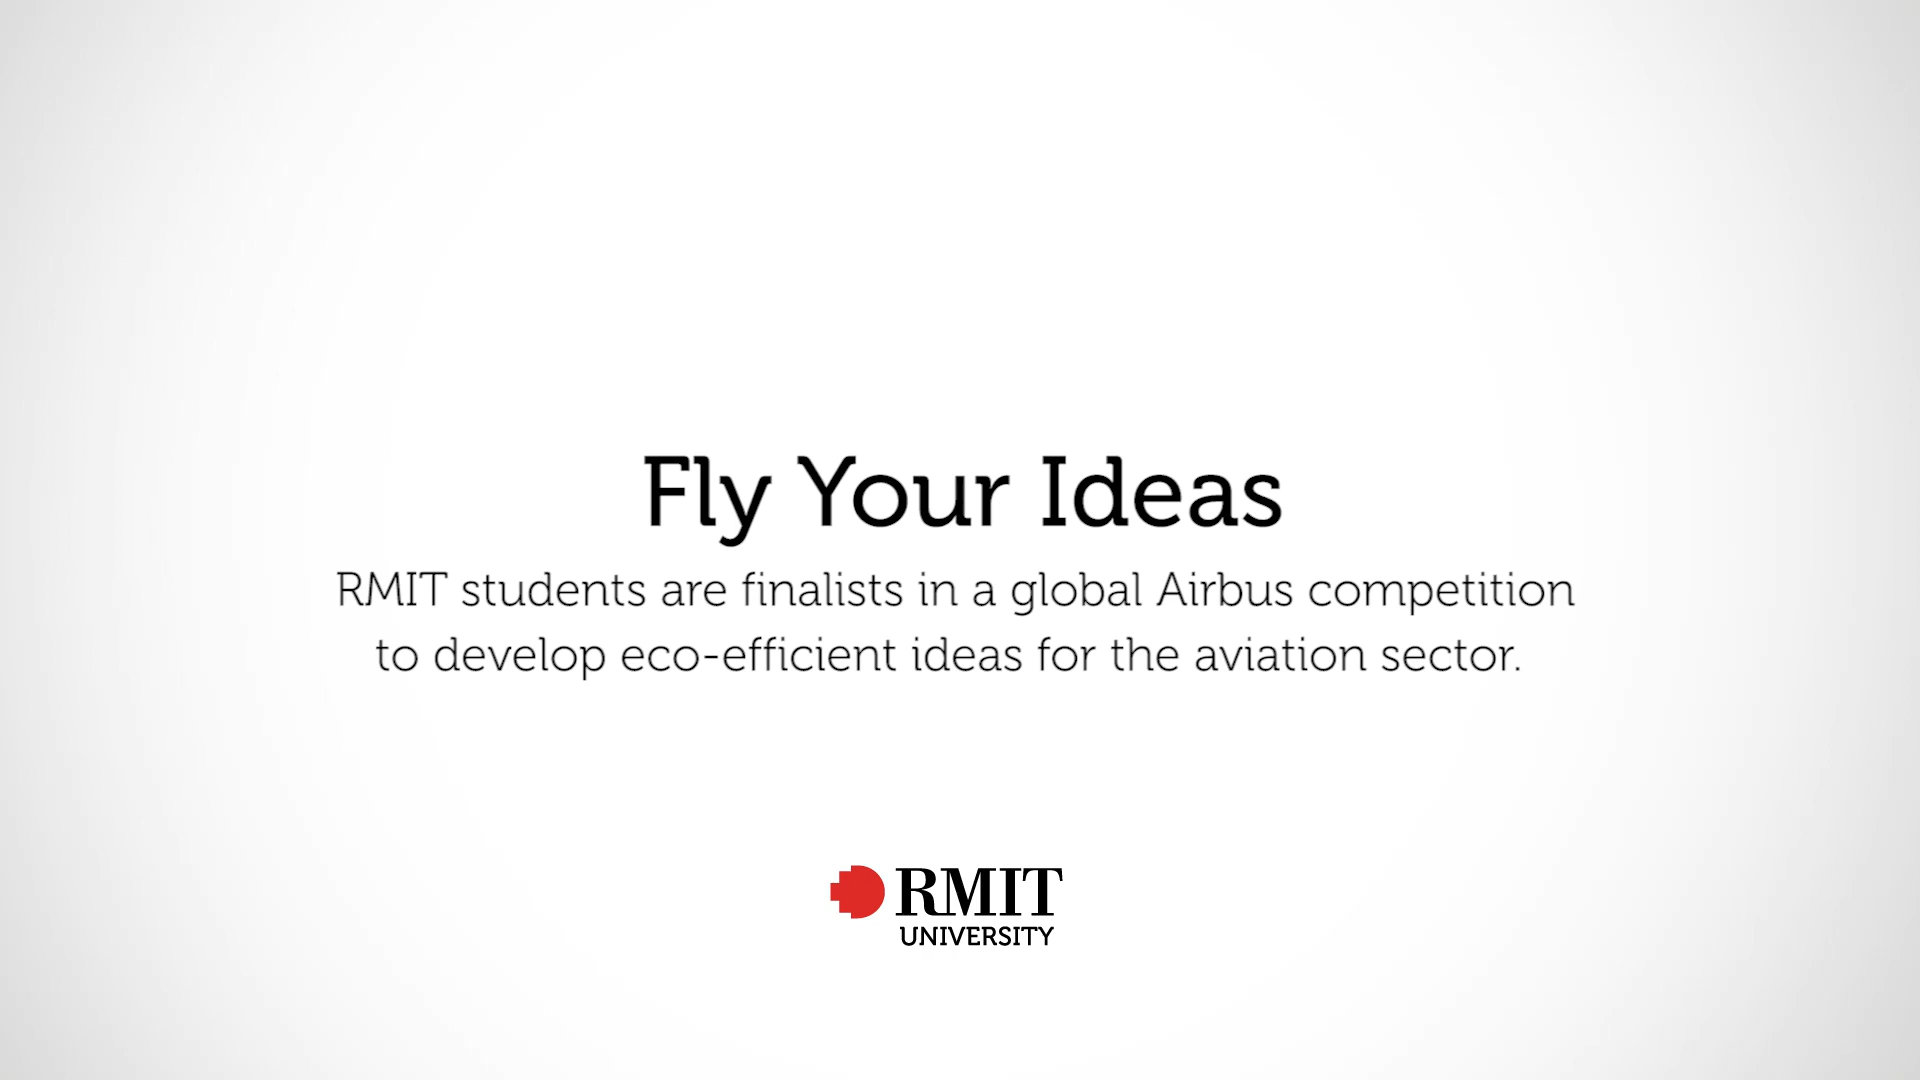 Fly Your Ideas
RMIT students are finalists in a global Airbus competition
to develop eco-efficient ideas for the aviation sector.
RMIT
UNIVERSITY